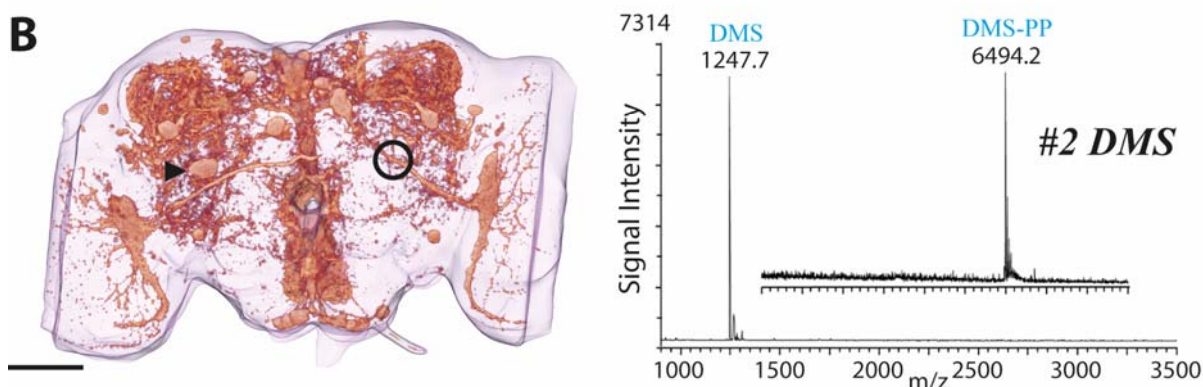 B
7314
DMS
1247.7
DMS-PP
6494.2
#2 DMS
Signal Intensity
1000 1500 2000 2500 3000 3500
m/z